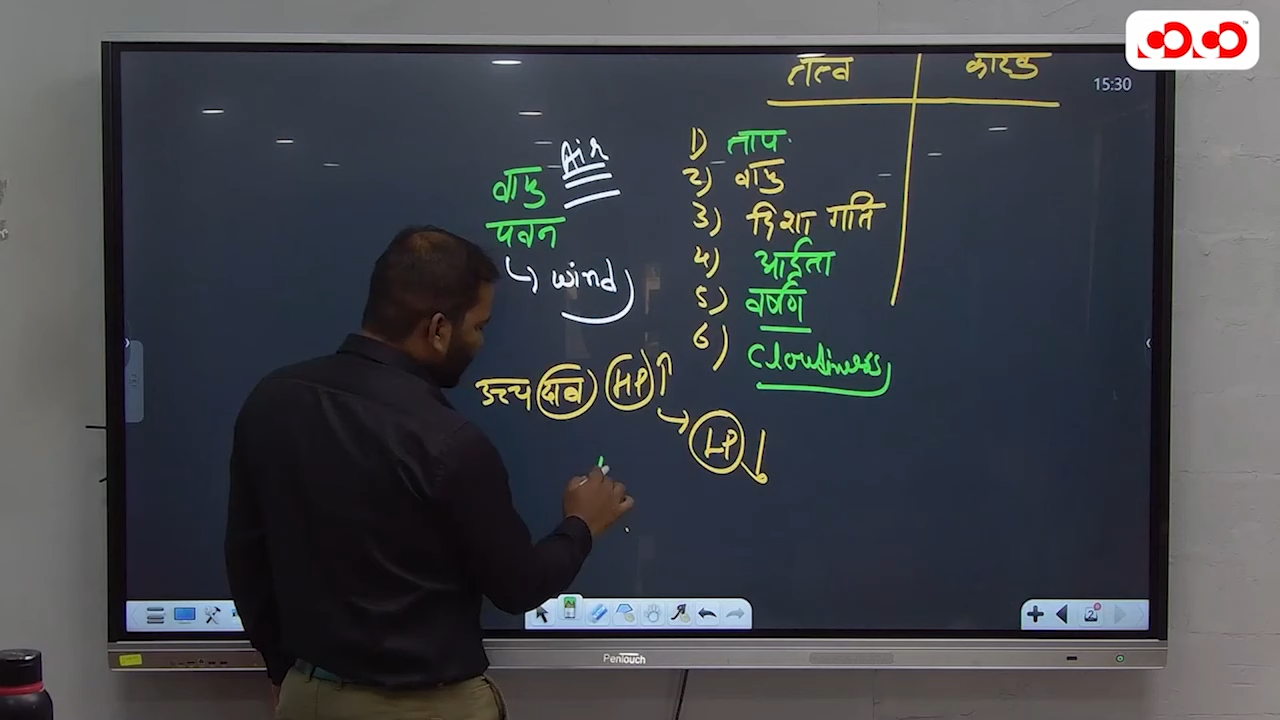 तत्व कारक
15:30
1) ताप
2) वायु
3) दिशा गति
4) आर्द्रता
5) वर्षण
6) Cloudiness
Air
वायु
पवन
wind
उच्च दाब HP
LP
PenTouch